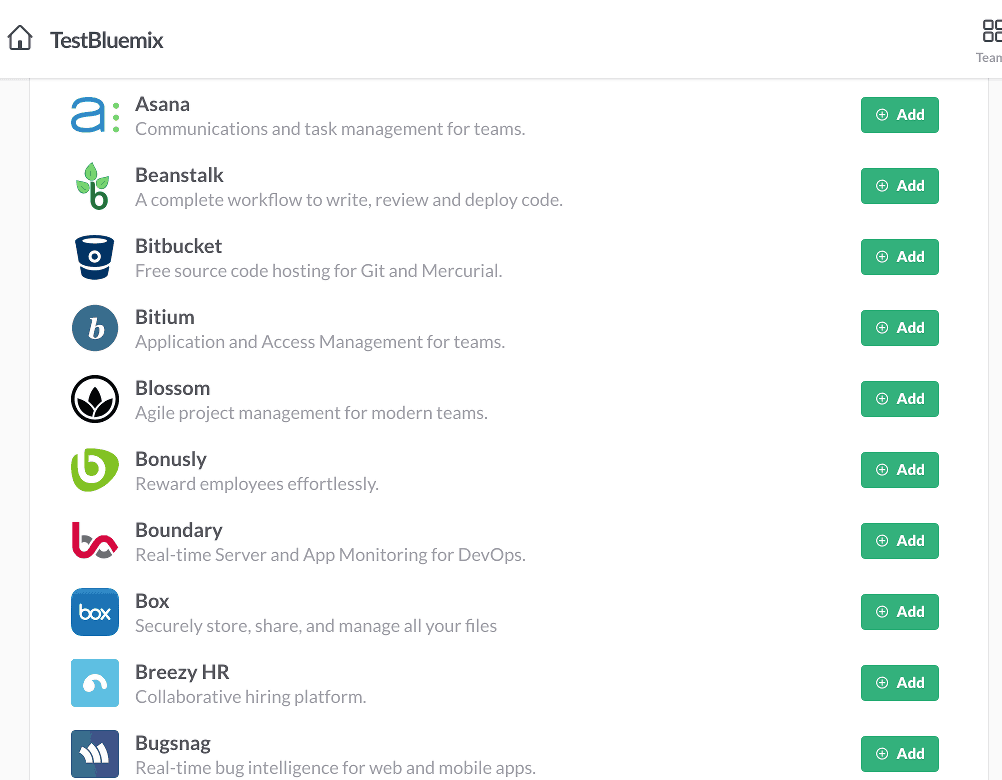 TestBluemix
Team
Asana
Communications and task management for teams.
Add
Beanstalk
A complete workflow to write, review and deploy code.
Add
b
Bitbucket
Free source code hosting for Git and Mercurial.
Add
Bitium
Application and Access Management for teams.
Add
b
Blossom
Agile project management for modern teams.
Add
Bonusly
Reward employees effortlessly.
Add
Boundary
Real-time Server and App Monitoring for DevOps.
Add
box
Box
Securely store, share, and manage all your files
Add
Breezy HR
Collaborative hiring platform.
Add
Bugsnag
Real-time bug intelligence for web and mobile apps.
Add